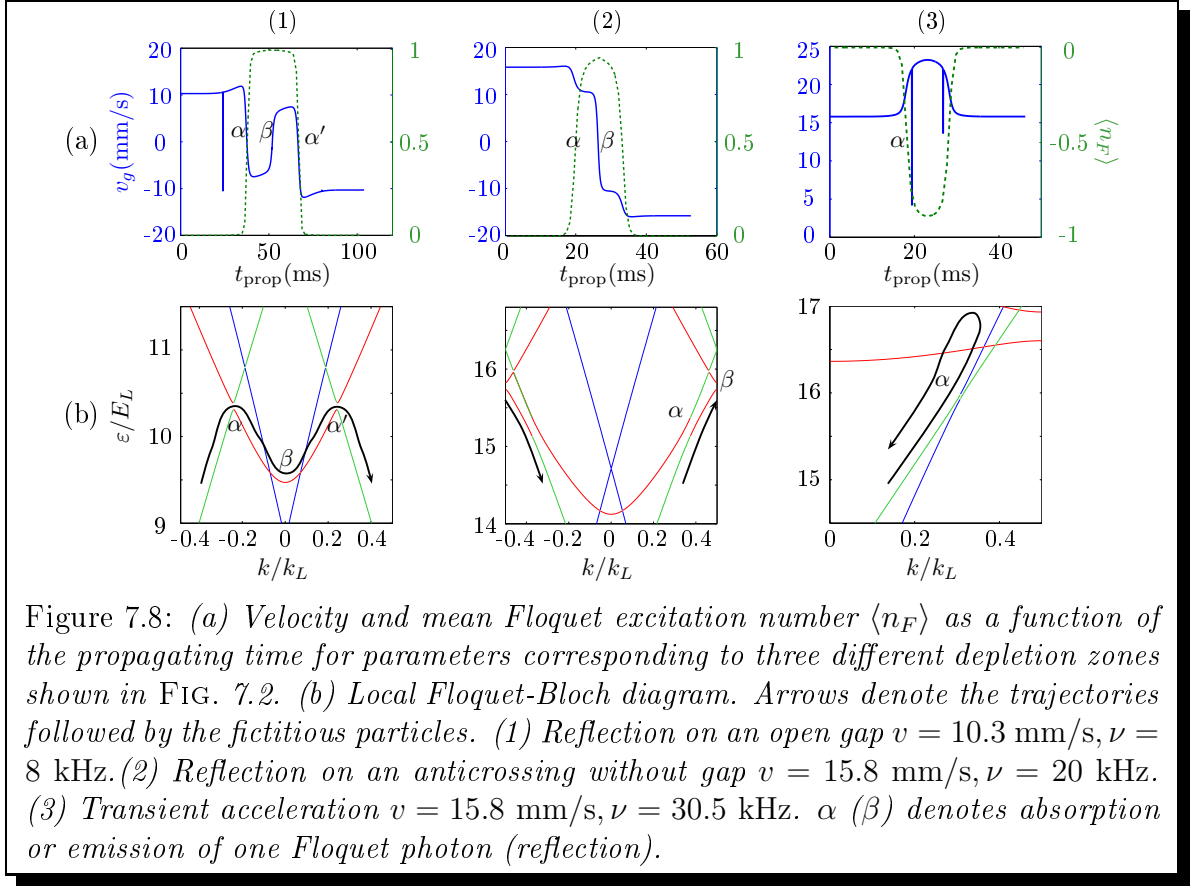 (1) (2) (3)
(a)
v_g(mm/s)
20
10
0
-10
-20
1
0.5
0
0 50 100
t_prop(ms)
α β α′
20
10
0
-10
-20
1
0.5
0
0 20 40 60
t_prop(ms)
α β
25
20
15
10
5
0
0
-0.5
-1
⟨n_F⟩
0 20 40
t_prop(ms)
α
(b)
ε/E_L
11
10
9
-0.4 -0.2 0 0.2 0.4
k/k_L
α β α′
16
15
14
-0.4 -0.2 0 0.2 0.4
k/k_L
α β
17
16
15
0 0.2 0.4
k/k_L
α
Figure 7.8: (a) Velocity and mean Floquet excitation number ⟨n_F⟩ as a function of
the propagating time for parameters corresponding to three different depletion zones
shown in FIG. 7.2. (b) Local Floquet-Bloch diagram. Arrows denote the trajectories
followed by the fictitious particles. (1) Reflection on an open gap v = 10.3 mm/s, ν =
8 kHz.(2) Reflection on an anticrossing without gap v = 15.8 mm/s, ν = 20 kHz.
(3) Transient acceleration v = 15.8 mm/s, ν = 30.5 kHz. α (β) denotes absorption
or emission of one Floquet photon (reflection).